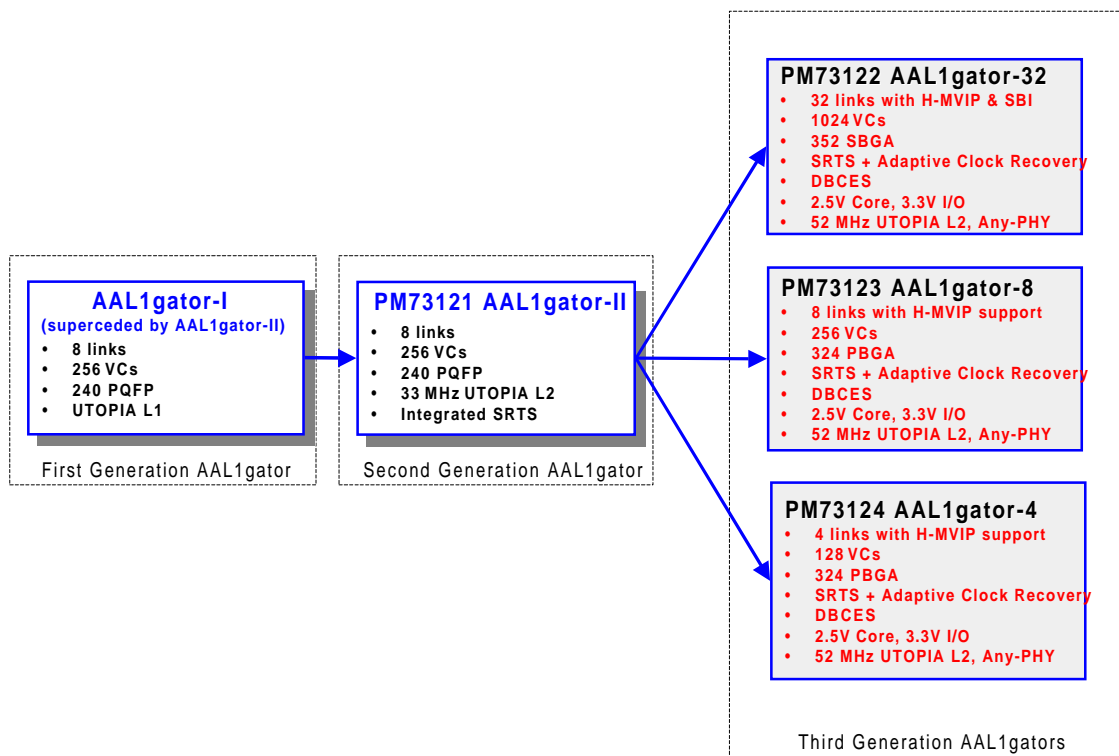 AAL1gator-I
(superceded by AAL1gator-II)
• 8 links
• 256 VCs
• 240 PQFP
• UTOPIA L1
First Generation AAL1gator
PM73121 AAL1gator-II
• 8 links
• 256 VCs
• 240 PQFP
• 33 MHz UTOPIA L2
• Integrated SRTS
Second Generation AAL1gator
PM73122 AAL1gator-32
• 32 links with H-MVIP & SBI
• 1024 VCs
• 352 SBGA
• SRTS + Adaptive Clock Recovery
• DBCES
• 2.5V Core, 3.3V I/O
• 52 MHz UTOPIA L2, Any-PHY
PM73123 AAL1gator-8
• 8 links with H-MVIP support
• 256 VCs
• 324 PBGA
• SRTS + Adaptive Clock Recovery
• DBCES
• 2.5V Core, 3.3V I/O
• 52 MHz UTOPIA L2, Any-PHY
PM73124 AAL1gator-4
• 4 links with H-MVIP support
• 128 VCs
• 324 PBGA
• SRTS + Adaptive Clock Recovery
• DBCES
• 2.5V Core, 3.3V I/O
• 52 MHz UTOPIA L2, Any-PHY
Third Generation AAL1gators